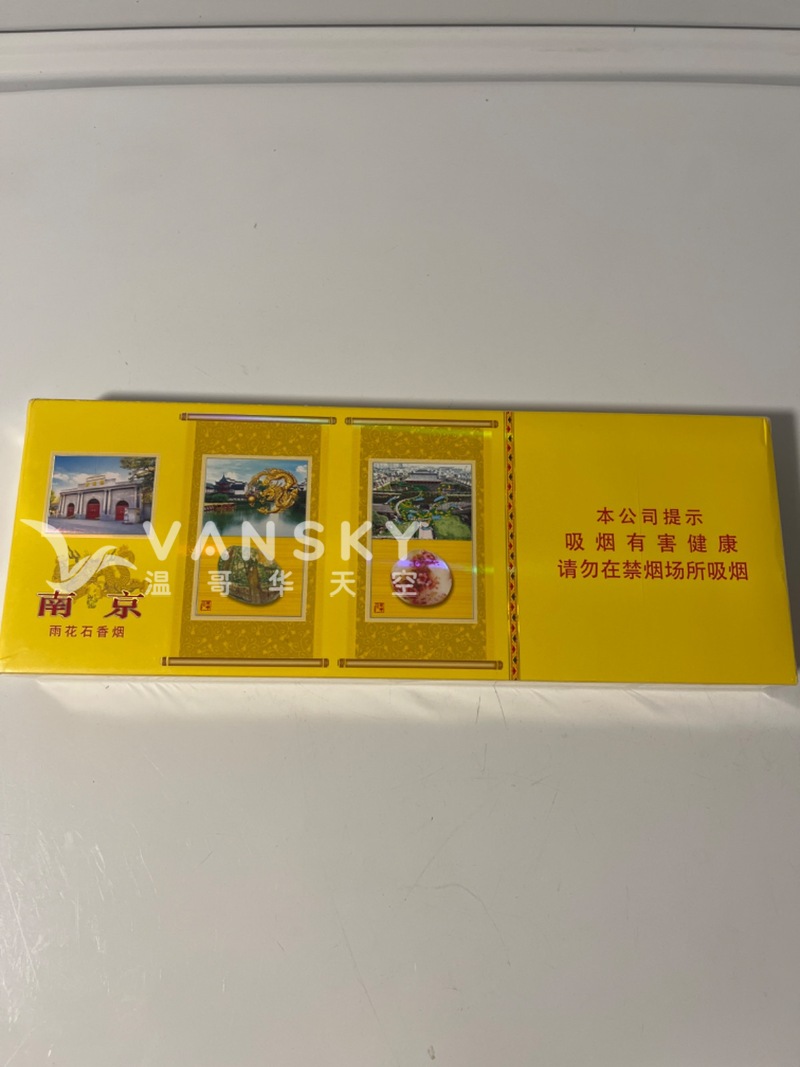 VANSKY
温哥华天空
南京
雨花石香烟
本公司提示
吸烟有害健康
请勿在禁烟场所吸烟